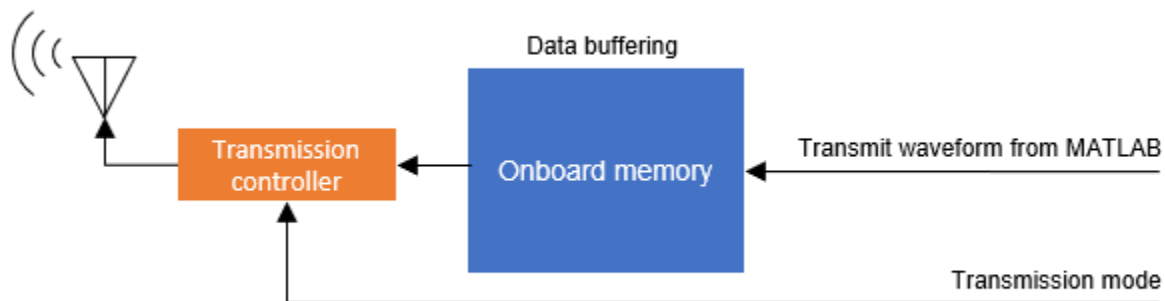 Data buffering
Transmission
controller
Onboard memory
Transmit waveform from MATLAB
Transmission mode